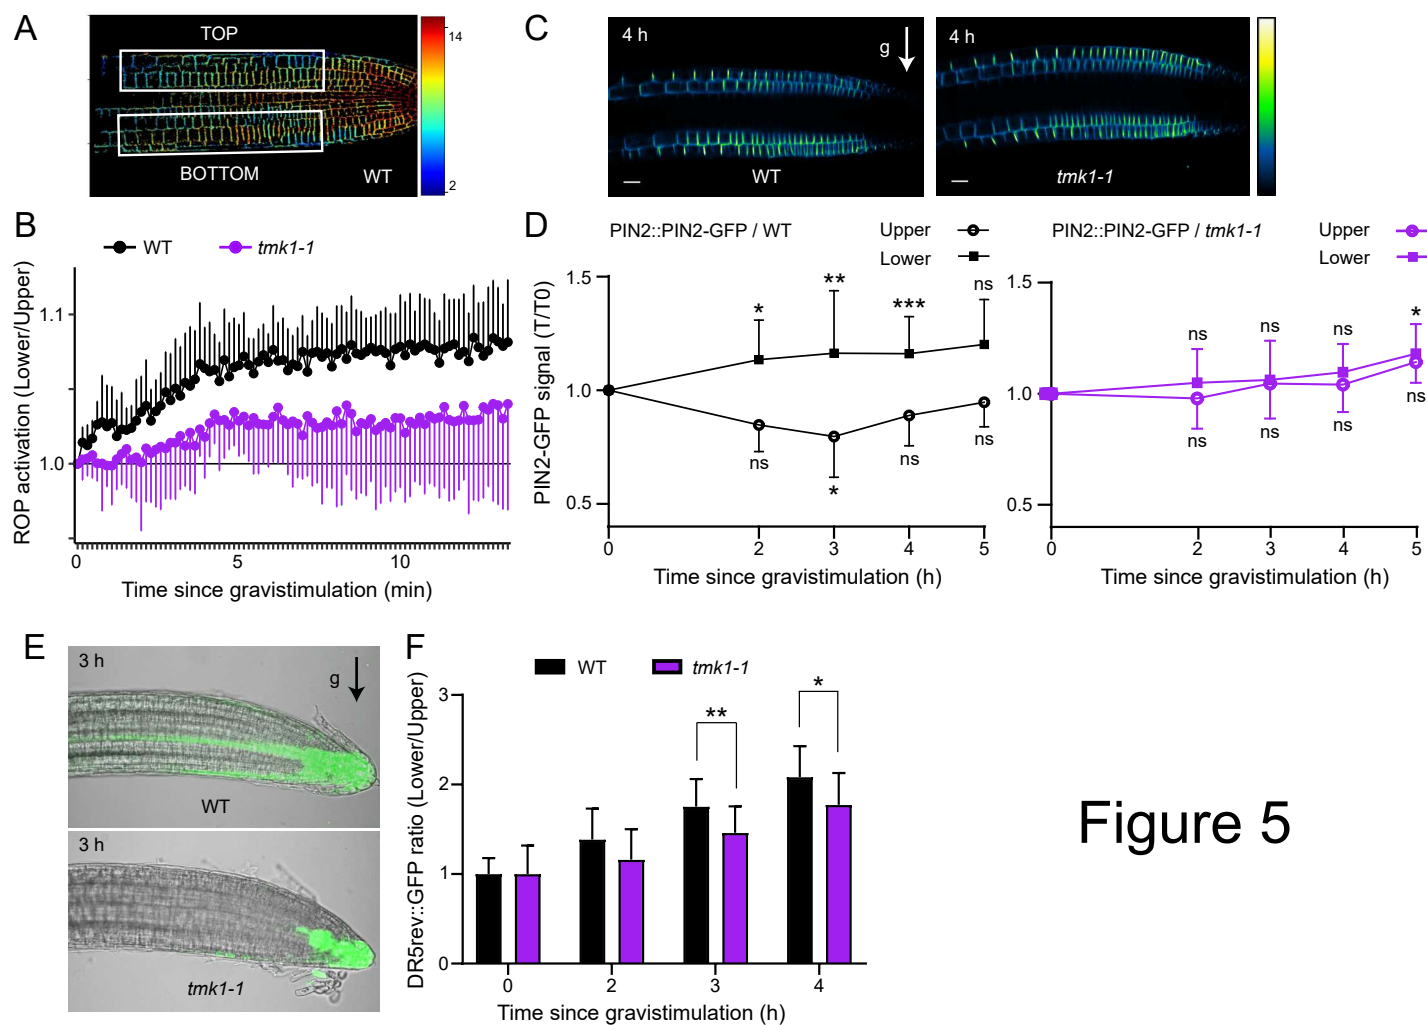 A
TOP
BOTTOM
WT
14
2
C
4 h
g
WT
4 h
tmk1-1
B
WT
tmk1-1
ROP activation (Lower/Upper)
1.1
1.0
0
5
10
Time since gravistimulation (min)
D
PIN2::PIN2-GFP / WT
Upper
Lower
PIN2-GFP signal (T/T0)
1.5
1.0
0.5
*
**
***
ns
ns
*
ns
ns
0
2
3
4
5
Time since gravistimulation (h)
PIN2::PIN2-GFP / tmk1-1
Upper
Lower
1.5
1.0
0.5
ns
ns
ns
*
ns
ns
ns
ns
0
2
3
4
5
Time since gravistimulation (h)
E
3 h
g
WT
3 h
tmk1-1
F
WT
tmk1-1
DR5rev::GFP ratio (Lower/Upper)
3
2
1
0
**
*
0
2
3
4
Time since gravistimulation (h)
Figure 5